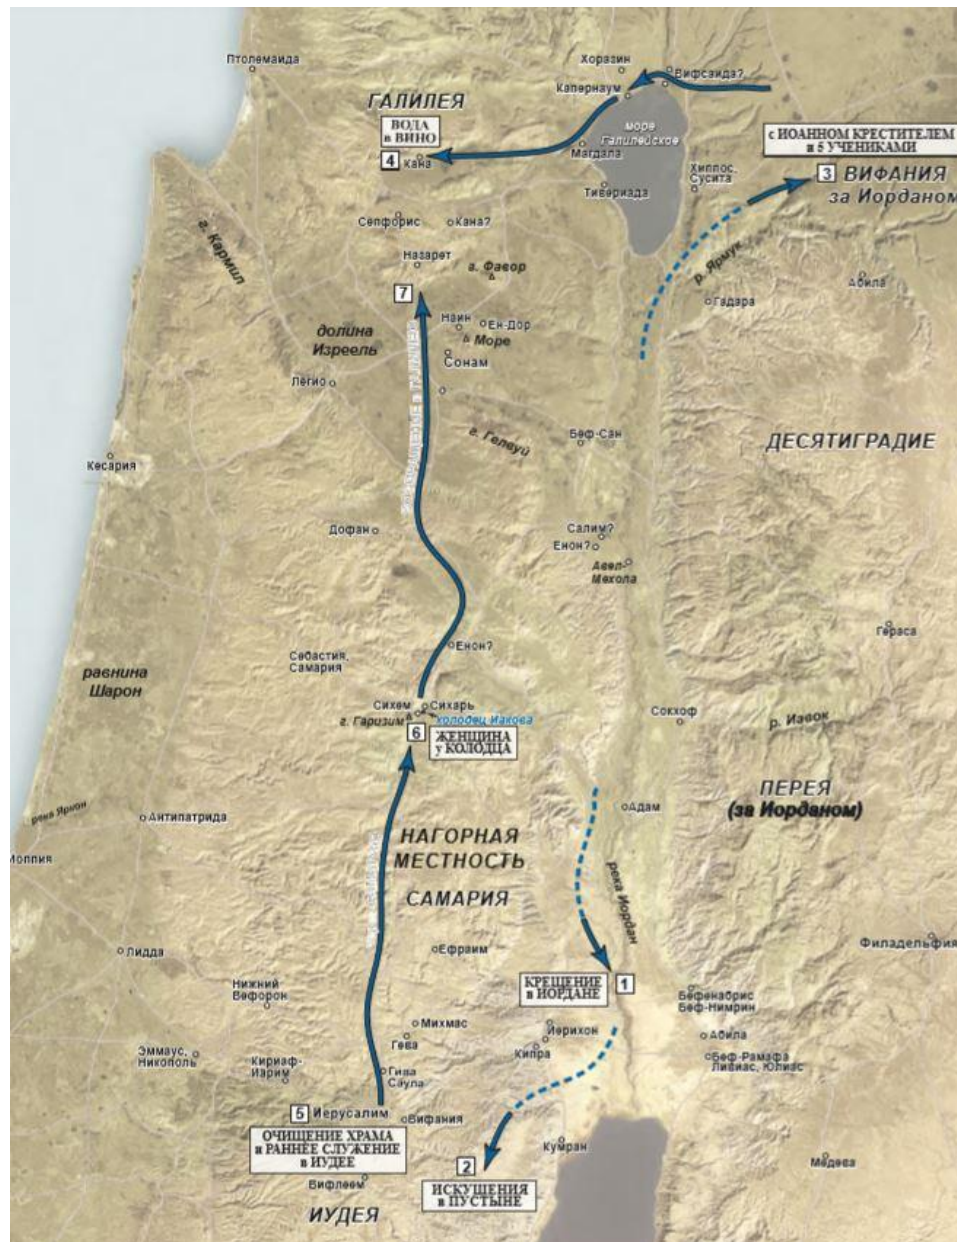 Птолемаида
Хоразин
Вифсаида?
Капернаум
ГАЛИЛЕЯ
ВОДА
в ВИНО
4
Кана
море
Галилейское
Магдала
с ИОАННОМ КРЕСТИТЕЛЕМ
и 5 УЧЕНИКАМИ
3 ВИФАНИЯ
за Иорданом
Хиппос,
Сусита
Тивериада
Сепфорис
Кана?
г. Кармил
Назарет
г. Фавор
р. Ярмук
Абила
7
Гадара
Наин
Ен-Дор
Море
долина
Изреель
Сонам
Легио
г. Гелвуй
Беф-Сан
ДЕСЯТИГРАДИЕ
Кесария
Дофан
Салим?
Енон?
Авел-
Мехола
Гераса
Енон?
Себастия,
Самария
равнина
Шарон
Сихем
Сихарь
г. Гаризим
колодец Иакова
Сокхоф
р. Иавок
6
ЖЕНЩИНА
у КОЛОДЦА
ПЕРЕЯ
(за Иорданом)
река Яркон
Антипатрида
Адам
Иоппия
НАГОРНАЯ
МЕСТНОСТЬ
САМАРИЯ
река Иордан
Лидда
Ефраим
Филадельфия
КРЕЩЕНИЕ
в ИОРДАНЕ
1
Нижний
Вефорон
Бефенабрис
Беф-Нимрин
Михмас
Иерихон
Гева
Кипра
Абила
Эммаус,
Никополь
Кириаф-
Иарим
Гива
Саула
Беф-Рамафа
Ливиас, Юлиас
5 Иерусалим
Вифания
ОЧИЩЕНИЕ ХРАМА
и РАННЕЕ СЛУЖЕНИЕ
в ИУДЕЕ
Кумран
2
Медева
ИСКУШЕНИЯ
в ПУСТЫНЕ
Вифлеем
ИУДЕЯ